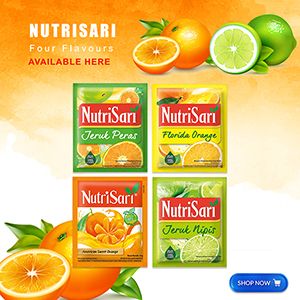 NUTRISARI
Four Flavours
AVAILABLE HERE
NutriSari
Jeruk Peras
NutriSari
Florida Orange
NutriSari
American Sweet Orange
NutriSari
Jeruk Nipis
SHOP NOW